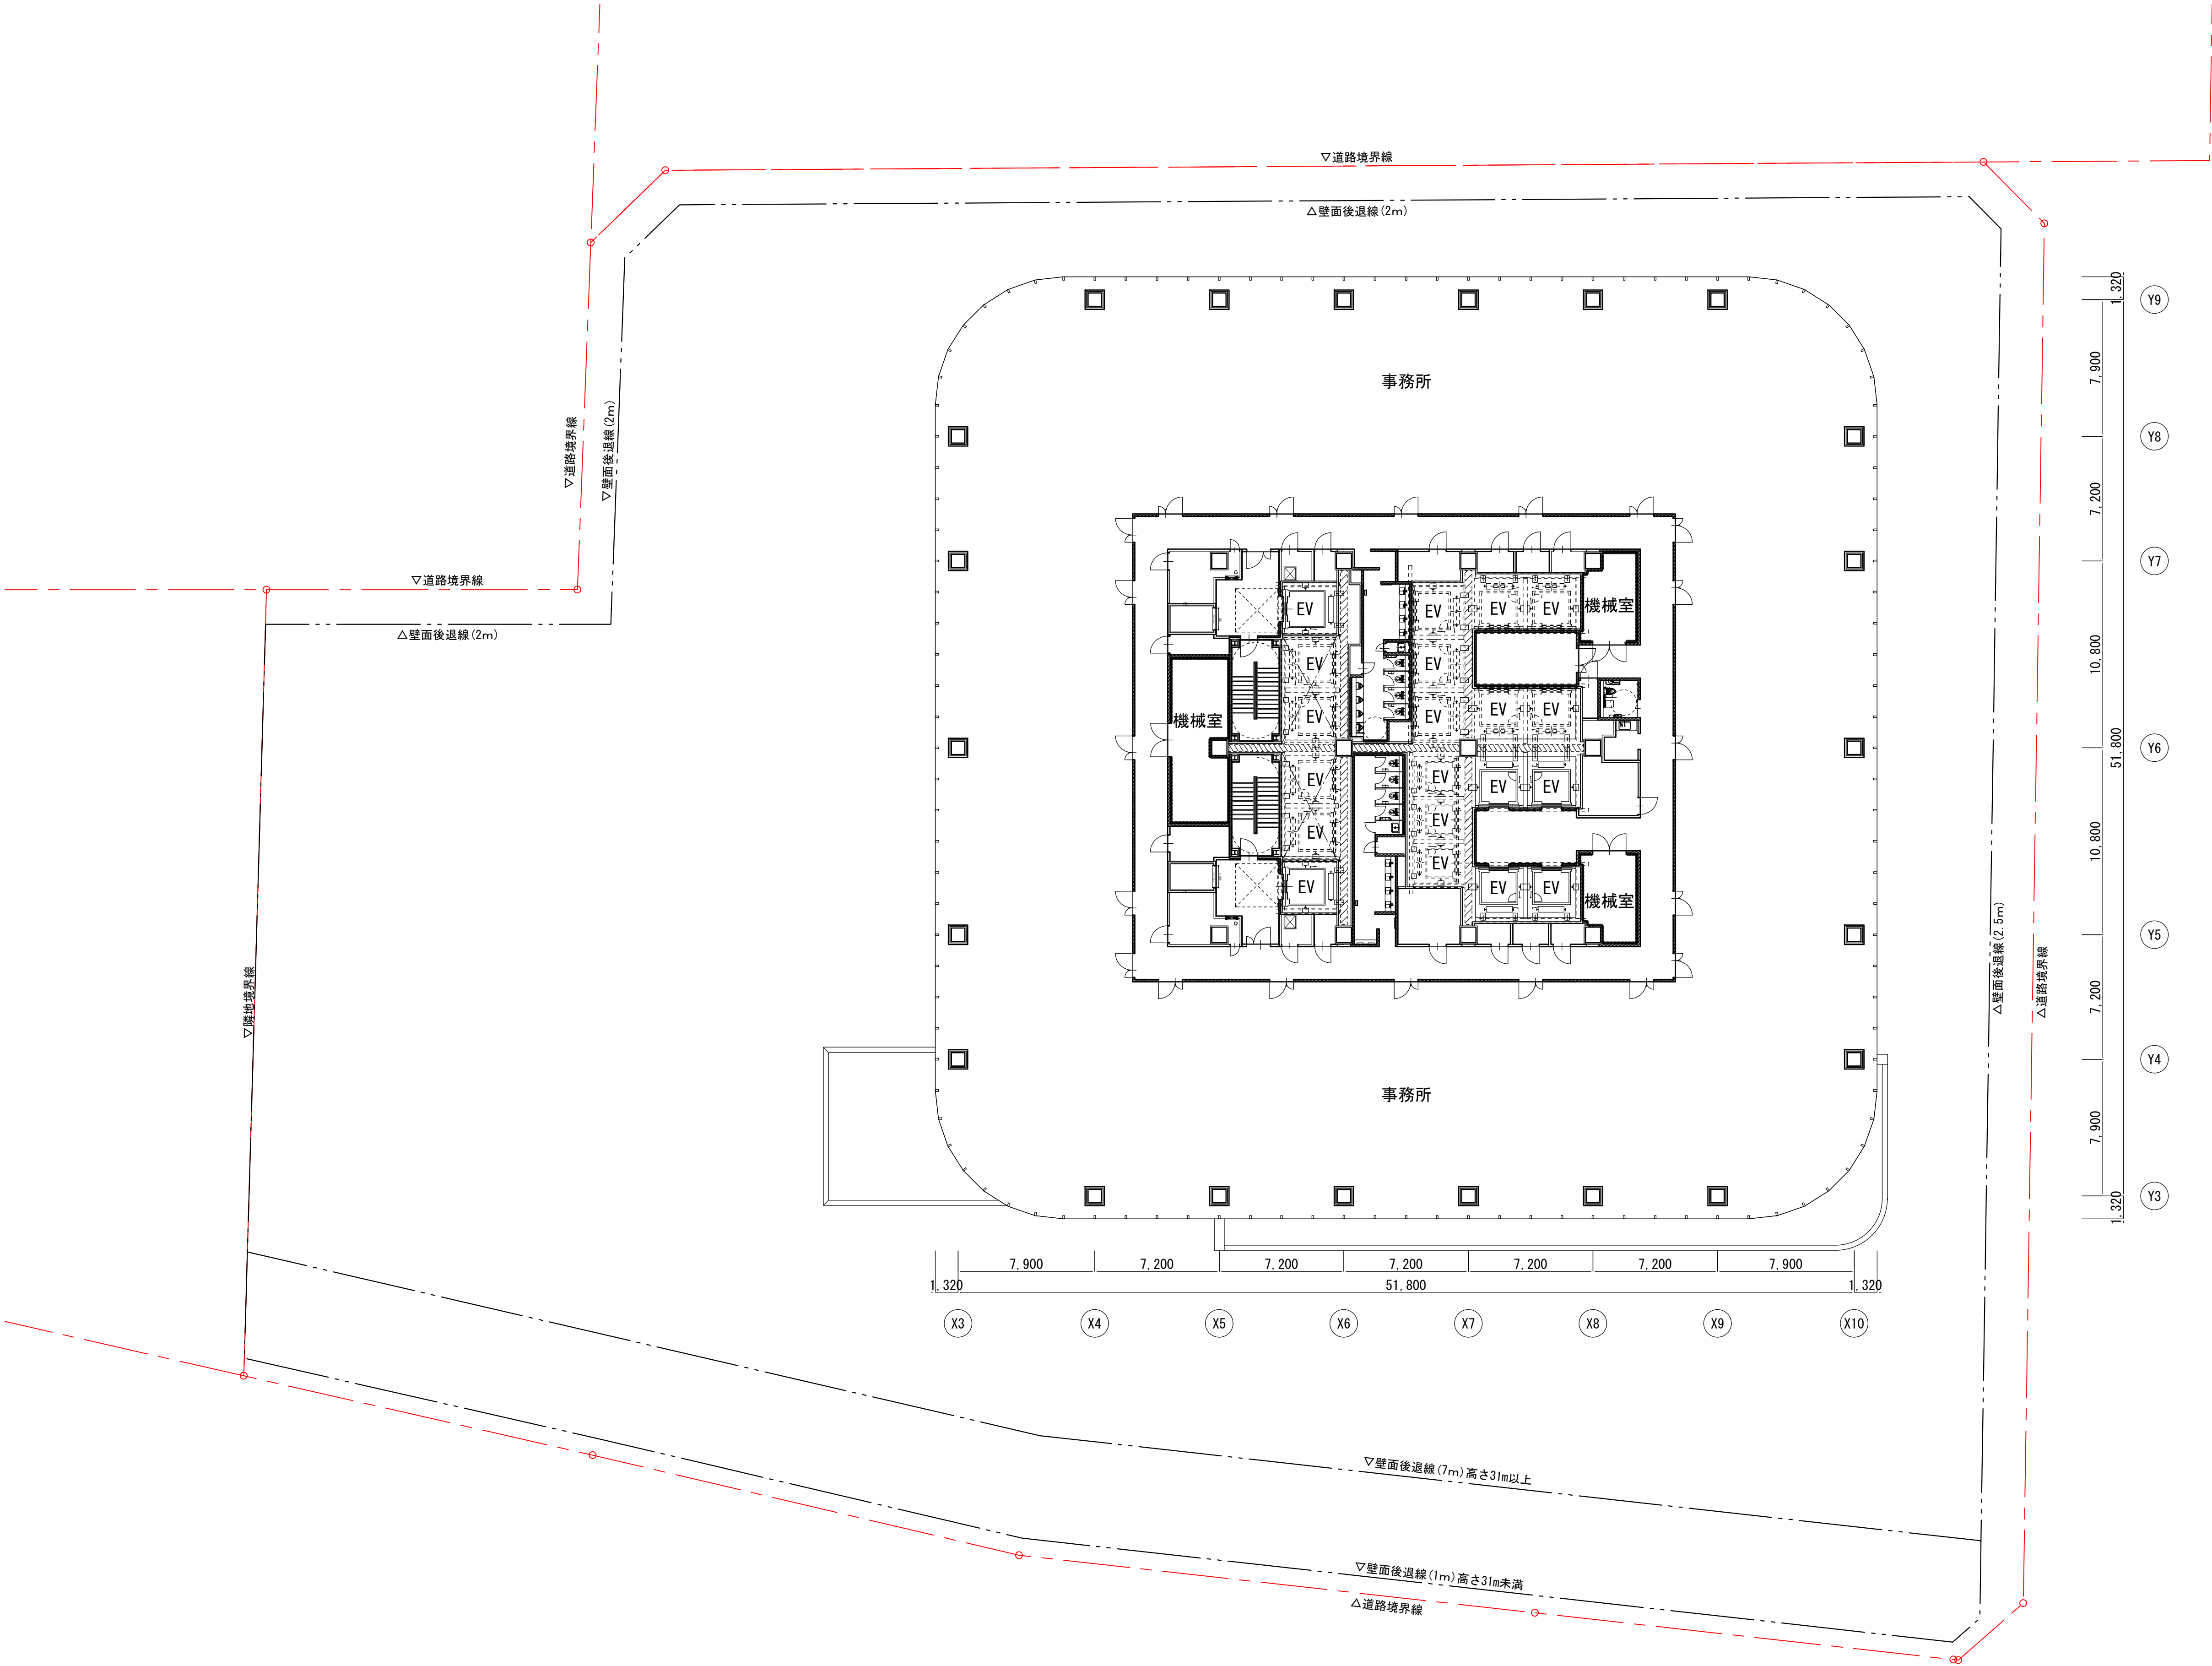 ▽道路境界線
△壁面後退線(2m)
▽道路境界線
▽壁面後退線(2m)
▽道路境界線
△壁面後退線(2m)
▽隣地境界線
事務所
EV
EV
EV
EV
機械室
EV
EV
機械室
EV
EV
EV
EV
EV
EV
EV
EV
EV
EV
EV
EV
EV
EV
機械室
事務所
△壁面後退線(2.5m)
△道路境界線
1,320
7,900
7,200
10,800
51,800
10,800
7,200
7,900
1,320
Y9
Y8
Y7
Y6
Y5
Y4
Y3
7,900
7,200
7,200
7,200
7,200
7,200
7,900
1,320
51,800
1,320
X3
X4
X5
X6
X7
X8
X9
X10
▽壁面後退線(7m)高さ31m以上
▽壁面後退線(1m)高さ31m未満
△道路境界線